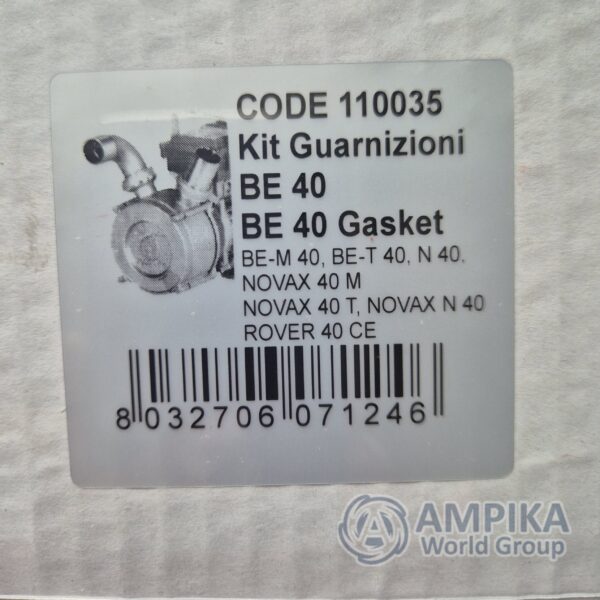 CODE 110035
Kit Guarnizioni
BE 40
BE 40 Gasket
BE-M 40, BE-T 40, N 40,
NOVAX 40 M
NOVAX 40 T, NOVAX N 40
ROVER 40 CE
8 032706 071246
AMPIKA
World Group